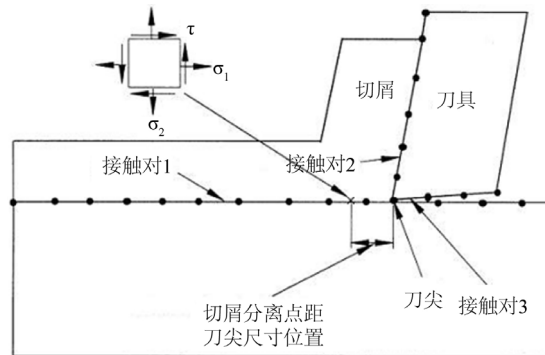 τ
σ1
σ2
切屑
刀具
接触对1
接触对2
切屑分离点距
刀尖尺寸位置
刀尖
接触对3